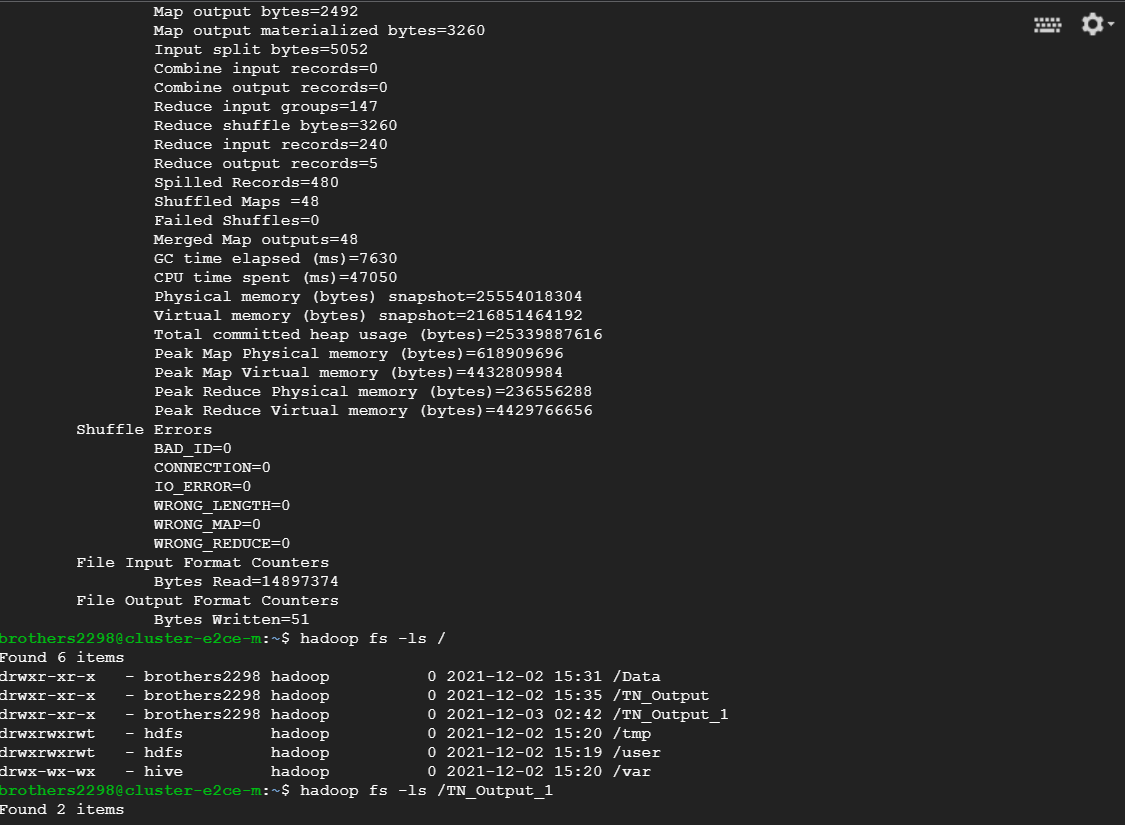 Map output bytes=2492
Map output materialized bytes=3260
Input split bytes=5052
Combine input records=0
Combine output records=0
Reduce input groups=147
Reduce shuffle bytes=3260
Reduce input records=240
Reduce output records=5
Spilled Records=480
Shuffled Maps =48
Failed Shuffles=0
Merged Map outputs=48
GC time elapsed (ms)=7630
CPU time spent (ms)=47050
Physical memory (bytes) snapshot=25554018304
Virtual memory (bytes) snapshot=216851464192
Total committed heap usage (bytes)=25339887616
Peak Map Physical memory (bytes)=618909696
Peak Map Virtual memory (bytes)=4432809984
Peak Reduce Physical memory (bytes)=236556288
Peak Reduce Virtual memory (bytes)=4429766656
Shuffle Errors
BAD_ID=0
CONNECTION=0
IO_ERROR=0
WRONG_LENGTH=0
WRONG_MAP=0
WRONG_REDUCE=0
File Input Format Counters
Bytes Read=14897374
File Output Format Counters
Bytes Written=51
brothers2298@cluster-e2ce-m:~$ hadoop fs -ls /
Found 6 items
drwxr-xr-x   - brothers2298 hadoop          0 2021-12-02 15:31 /Data
drwxr-xr-x   - brothers2298 hadoop          0 2021-12-02 15:35 /TN_Output
drwxr-xr-x   - brothers2298 hadoop          0 2021-12-03 02:42 /TN_Output_1
drwxrwxrwt   - hdfs         hadoop          0 2021-12-02 15:20 /tmp
drwxrwxrwt   - hdfs         hadoop          0 2021-12-02 15:19 /user
drwx-wx-wx   - hive         hadoop          0 2021-12-02 15:20 /var
brothers2298@cluster-e2ce-m:~$ hadoop fs -ls /TN_Output_1
Found 2 items